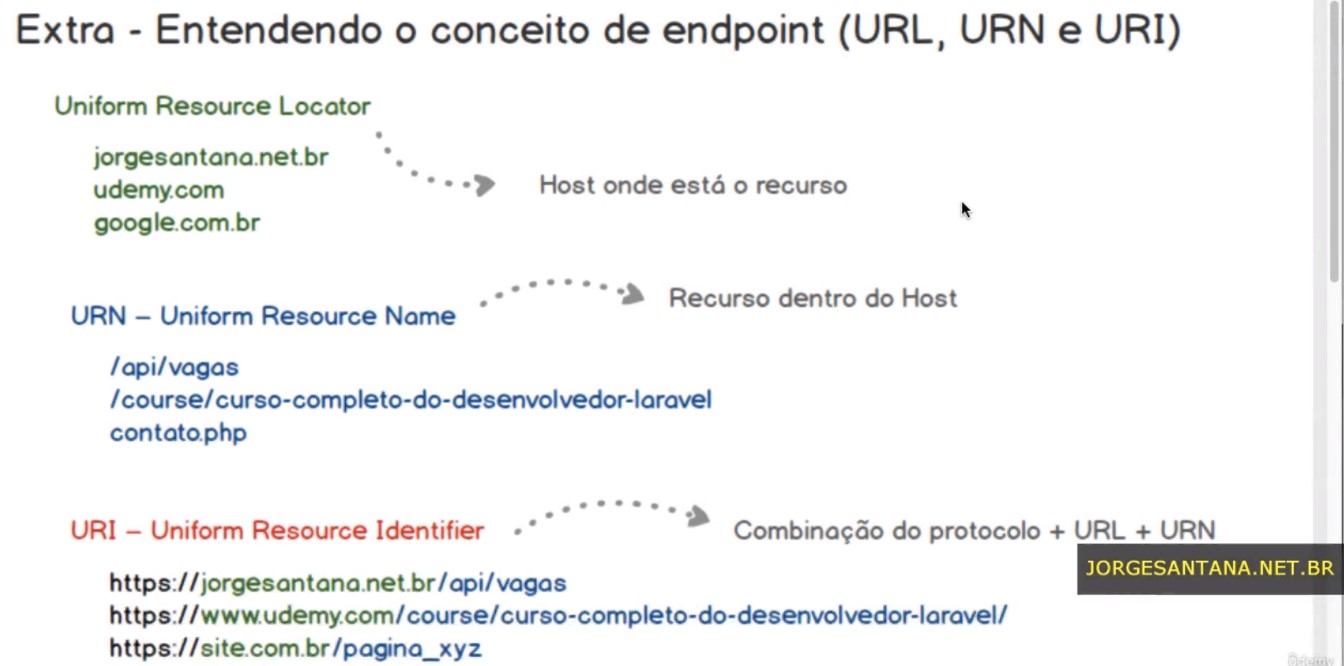 Extra - Entendendo o conceito de endpoint (URL, URN e URI)
Uniform Resource Locator
jorgesantana.net.br
udemy.com
google.com.br
Host onde está o recurso
URN – Uniform Resource Name
Recurso dentro do Host
/api/vagas
/course/curso-completo-do-desenvolvedor-laravel
contato.php
URI – Uniform Resource Identifier
Combinação do protocolo + URL + URN
JORGESANTANA.NET.BR
https://jorgesantana.net.br/api/vagas
https://www.udemy.com/course/curso-completo-do-desenvolvedor-laravel/
https://site.com.br/pagina_xyz
Udemy